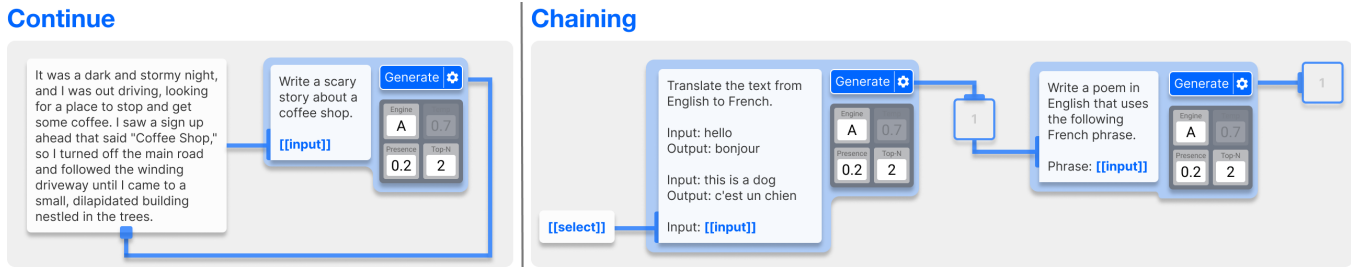 Continue
It was a dark and stormy night,
and I was out driving, looking
for a place to stop and get
some coffee. I saw a sign up
ahead that said "Coffee Shop,"
so I turned off the main road
and followed the winding
driveway until I came to a
small, dilapidated building
nestled in the trees.
Write a scary
story about a
coffee shop.
[[input]]
Generate
Engine
A
0.7
Presence
0.2
Top-N
2
Chaining
[[select]]
Translate the text from
English to French.
Input: hello
Output: bonjour
Input: this is a dog
Output: c'est un chien
Input: [[input]]
Generate
Engine
A
0.7
Presence
0.2
Top-N
2
1
Write a poem in
English that uses
the following
French phrase.
Phrase: [[input]]
Generate
Engine
A
0.7
Presence
0.2
Top-N
2
1